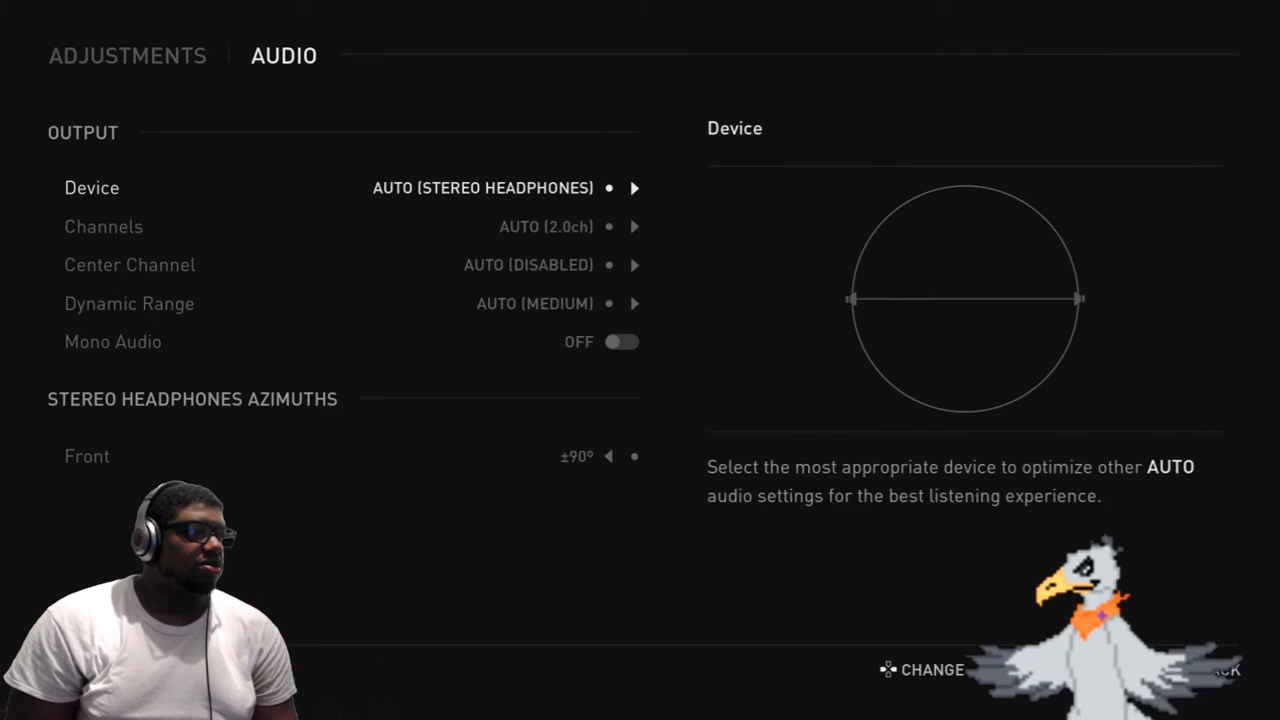 ADJUSTMENTS AUDIO
OUTPUT
Device AUTO (STEREO HEADPHONES)
Channels AUTO (2.0ch)
Center Channel AUTO (DISABLED)
Dynamic Range AUTO (MEDIUM)
Mono Audio OFF
STEREO HEADPHONES AZIMUTHS
Front ±90º
Device
Select the most appropriate device to optimize other AUTO
audio settings for the best listening experience.
CHANGE